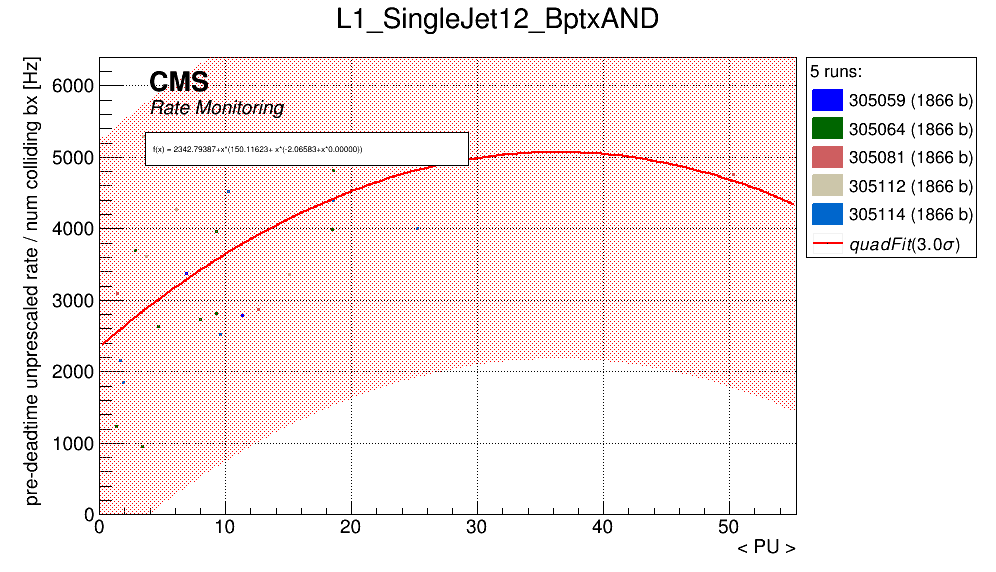 L1_SingleJet12_BptxAND
pre-deadtime unprescaled rate / num colliding bx [Hz]
6000
5000
4000
3000
2000
1000
0
CMS
Rate Monitoring
f(x) = 2342.79387+x*(150.11623+ x*(-2.06583+x*0.00000))
0 10 20 30 40 50
< PU >
5 runs:
305059 (1866 b)
305064 (1866 b)
305081 (1866 b)
305112 (1866 b)
305114 (1866 b)
quadFit(3.0σ)